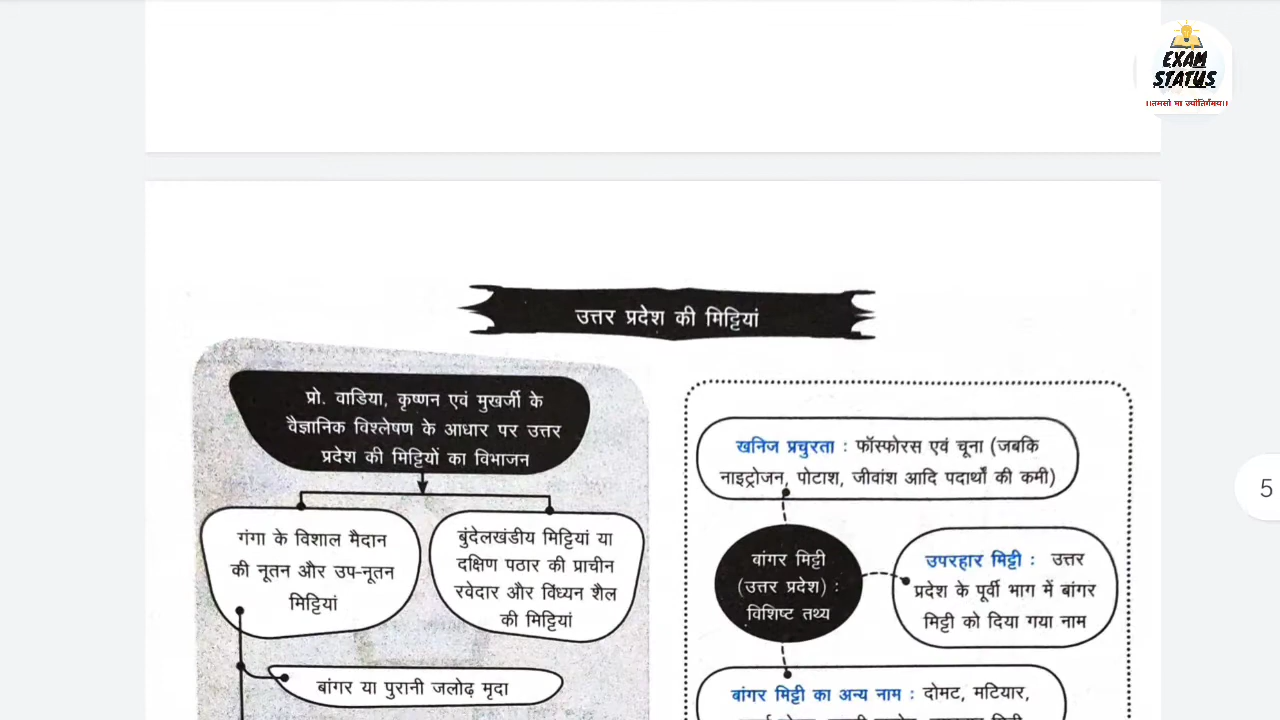 EXAM
STATUS
।।तमसो मा ज्योतिर्गमय।।
उत्तर प्रदेश की मिट्टियां
प्रो. वाडिया, कृष्णन एवं मुखर्जी के
वैज्ञानिक विश्लेषण के आधार पर उत्तर
प्रदेश की मिट्टियों का विभाजन
गंगा के विशाल मैदान
की नूतन और उप-नूतन
मिट्टियां
बुंदेलखंडीय मिट्टियां या
दक्षिण पठार की प्राचीन
रवेदार और विंध्यन शैल
की मिट्टियां
बांगर या पुरानी जलोढ़ मृदा
खनिज प्रचुरता : फॉस्फोरस एवं चूना (जबकि
नाइट्रोजन, पोटाश, जीवांश आदि पदार्थों की कमी)
बांगर मिट्टी
(उत्तर प्रदेश) :
विशिष्ट तथ्य
उपरहार मिट्टी : उत्तर
प्रदेश के पूर्वी भाग में बांगर
मिट्टी को दिया गया नाम
बांगर मिट्टी का अन्य नाम : दोमट, मटियार,
5